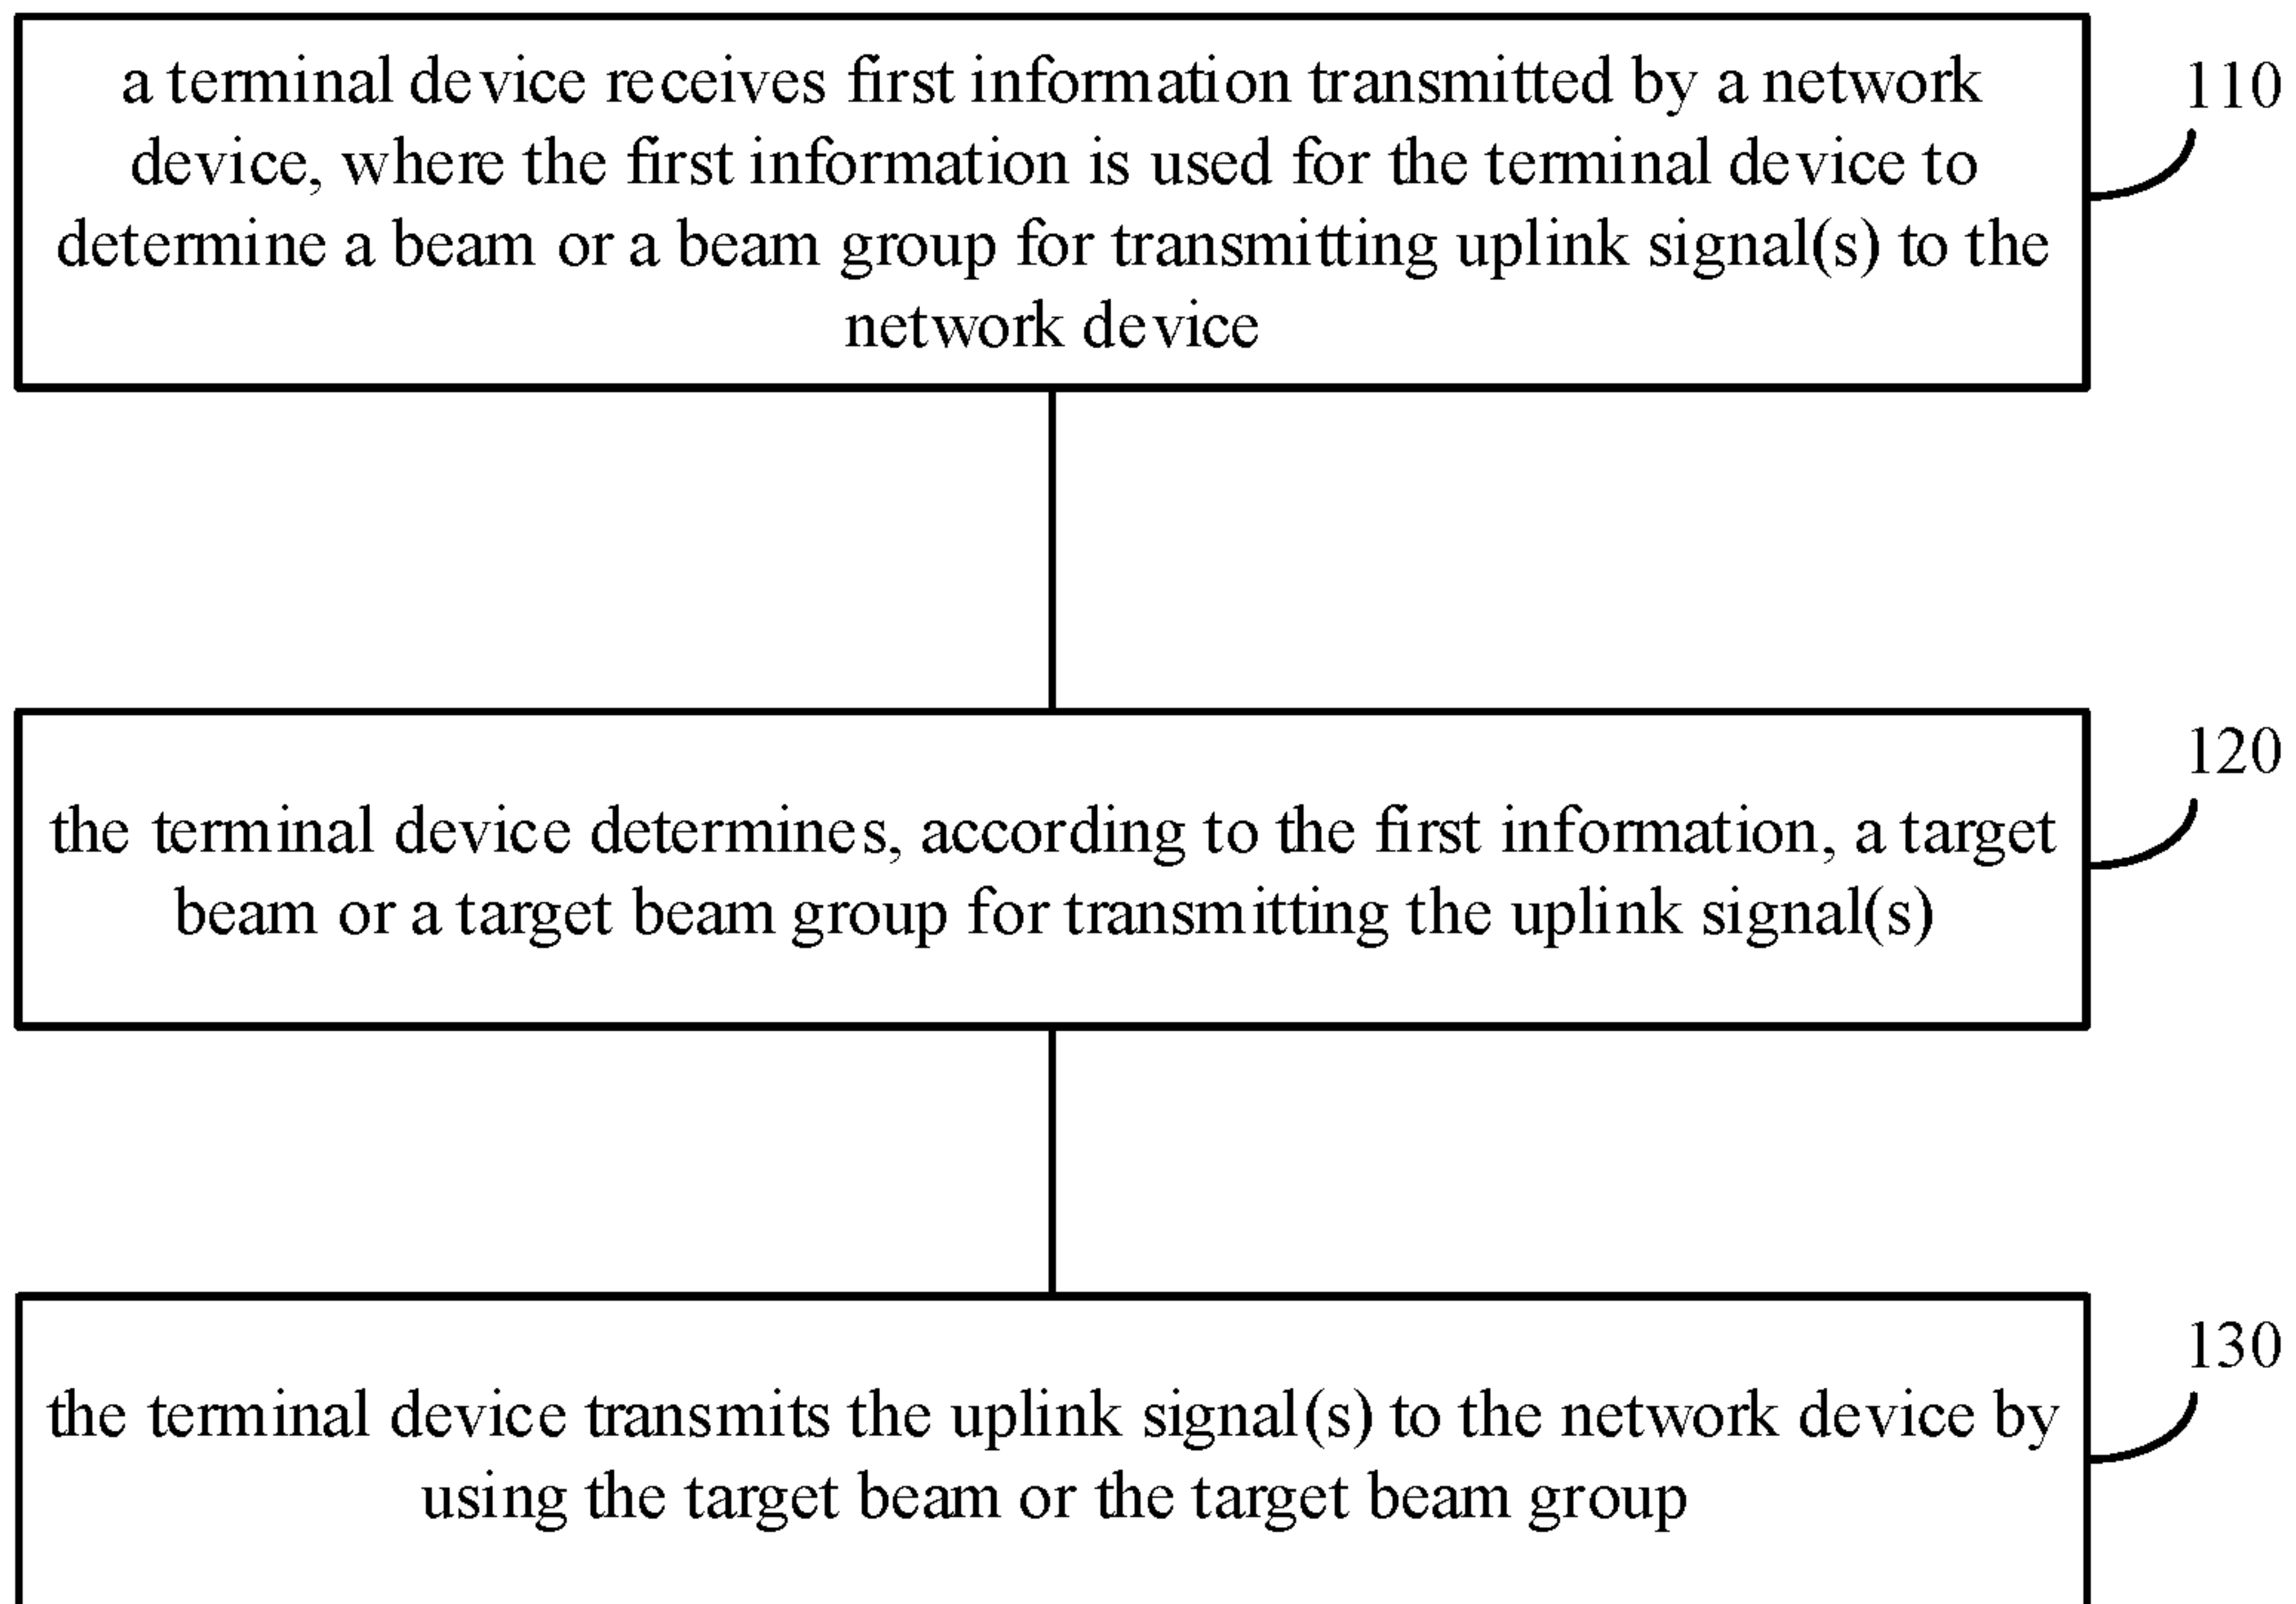 a terminal device receives first information transmitted by a network
device, where the first information is used for the terminal device to
determine a beam or a beam group for transmitting uplink signal(s) to the
network device
110
the terminal device determines, according to the first information, a target
beam or a target beam group for transmitting the uplink signal(s)
120
the terminal device transmits the uplink signal(s) to the network device by
using the target beam or the target beam group
130